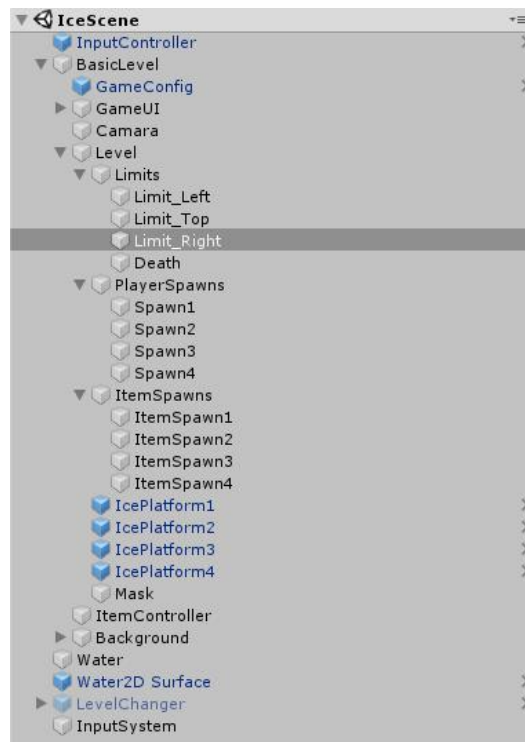 IceScene
InputController
BasicLevel
GameConfig
GameUI
Camara
Level
Limits
Limit_Left
Limit_Top
Limit_Right
Death
PlayerSpawns
Spawn1
Spawn2
Spawn3
Spawn4
ItemSpawns
ItemSpawn1
ItemSpawn2
ItemSpawn3
ItemSpawn4
IcePlatform1
IcePlatform2
IcePlatform3
IcePlatform4
Mask
ItemController
Background
Water
Water2D Surface
LevelChanger
InputSystem